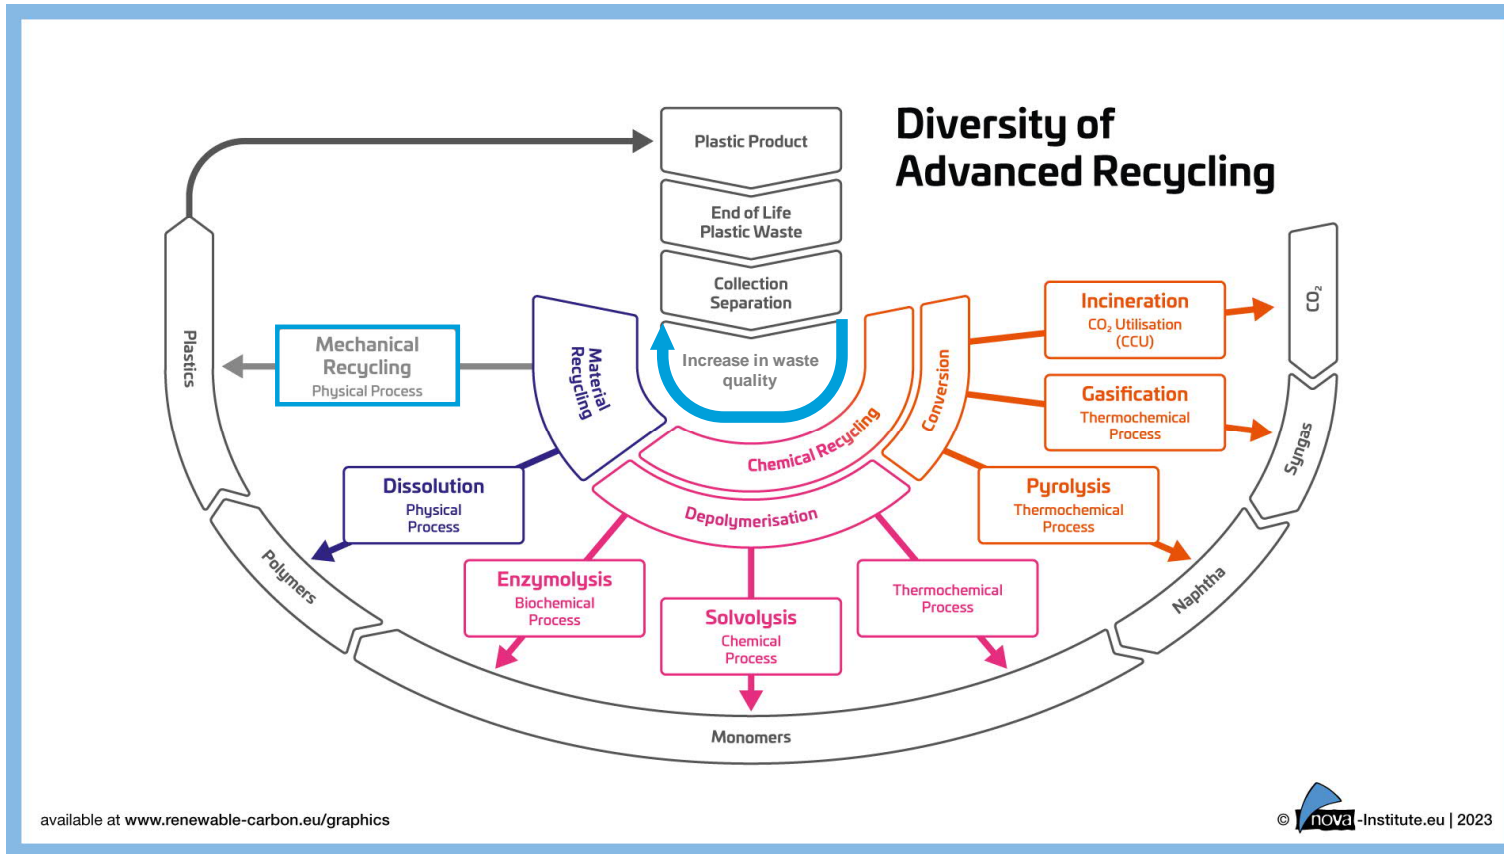 Diversity of
Advanced Recycling
Plastic Product
End of Life
Plastic Waste
Collection
Separation
Increase in waste
quality
Material
Recycling
Chemical Recycling
Conversion
Depolymerisation
Mechanical
Recycling
Physical Process
Dissolution
Physical
Process
Enzymolysis
Biochemical
Process
Solvolysis
Chemical
Process
Thermochemical
Process
Pyrolysis
Thermochemical
Process
Gasification
Thermochemical
Process
Incineration
CO₂ Utilisation
(CCU)
Plastics
Polymers
Monomers
Naphtha
Syngas
CO₂
available at www.renewable-carbon.eu/graphics
© nova-Institute.eu | 2023